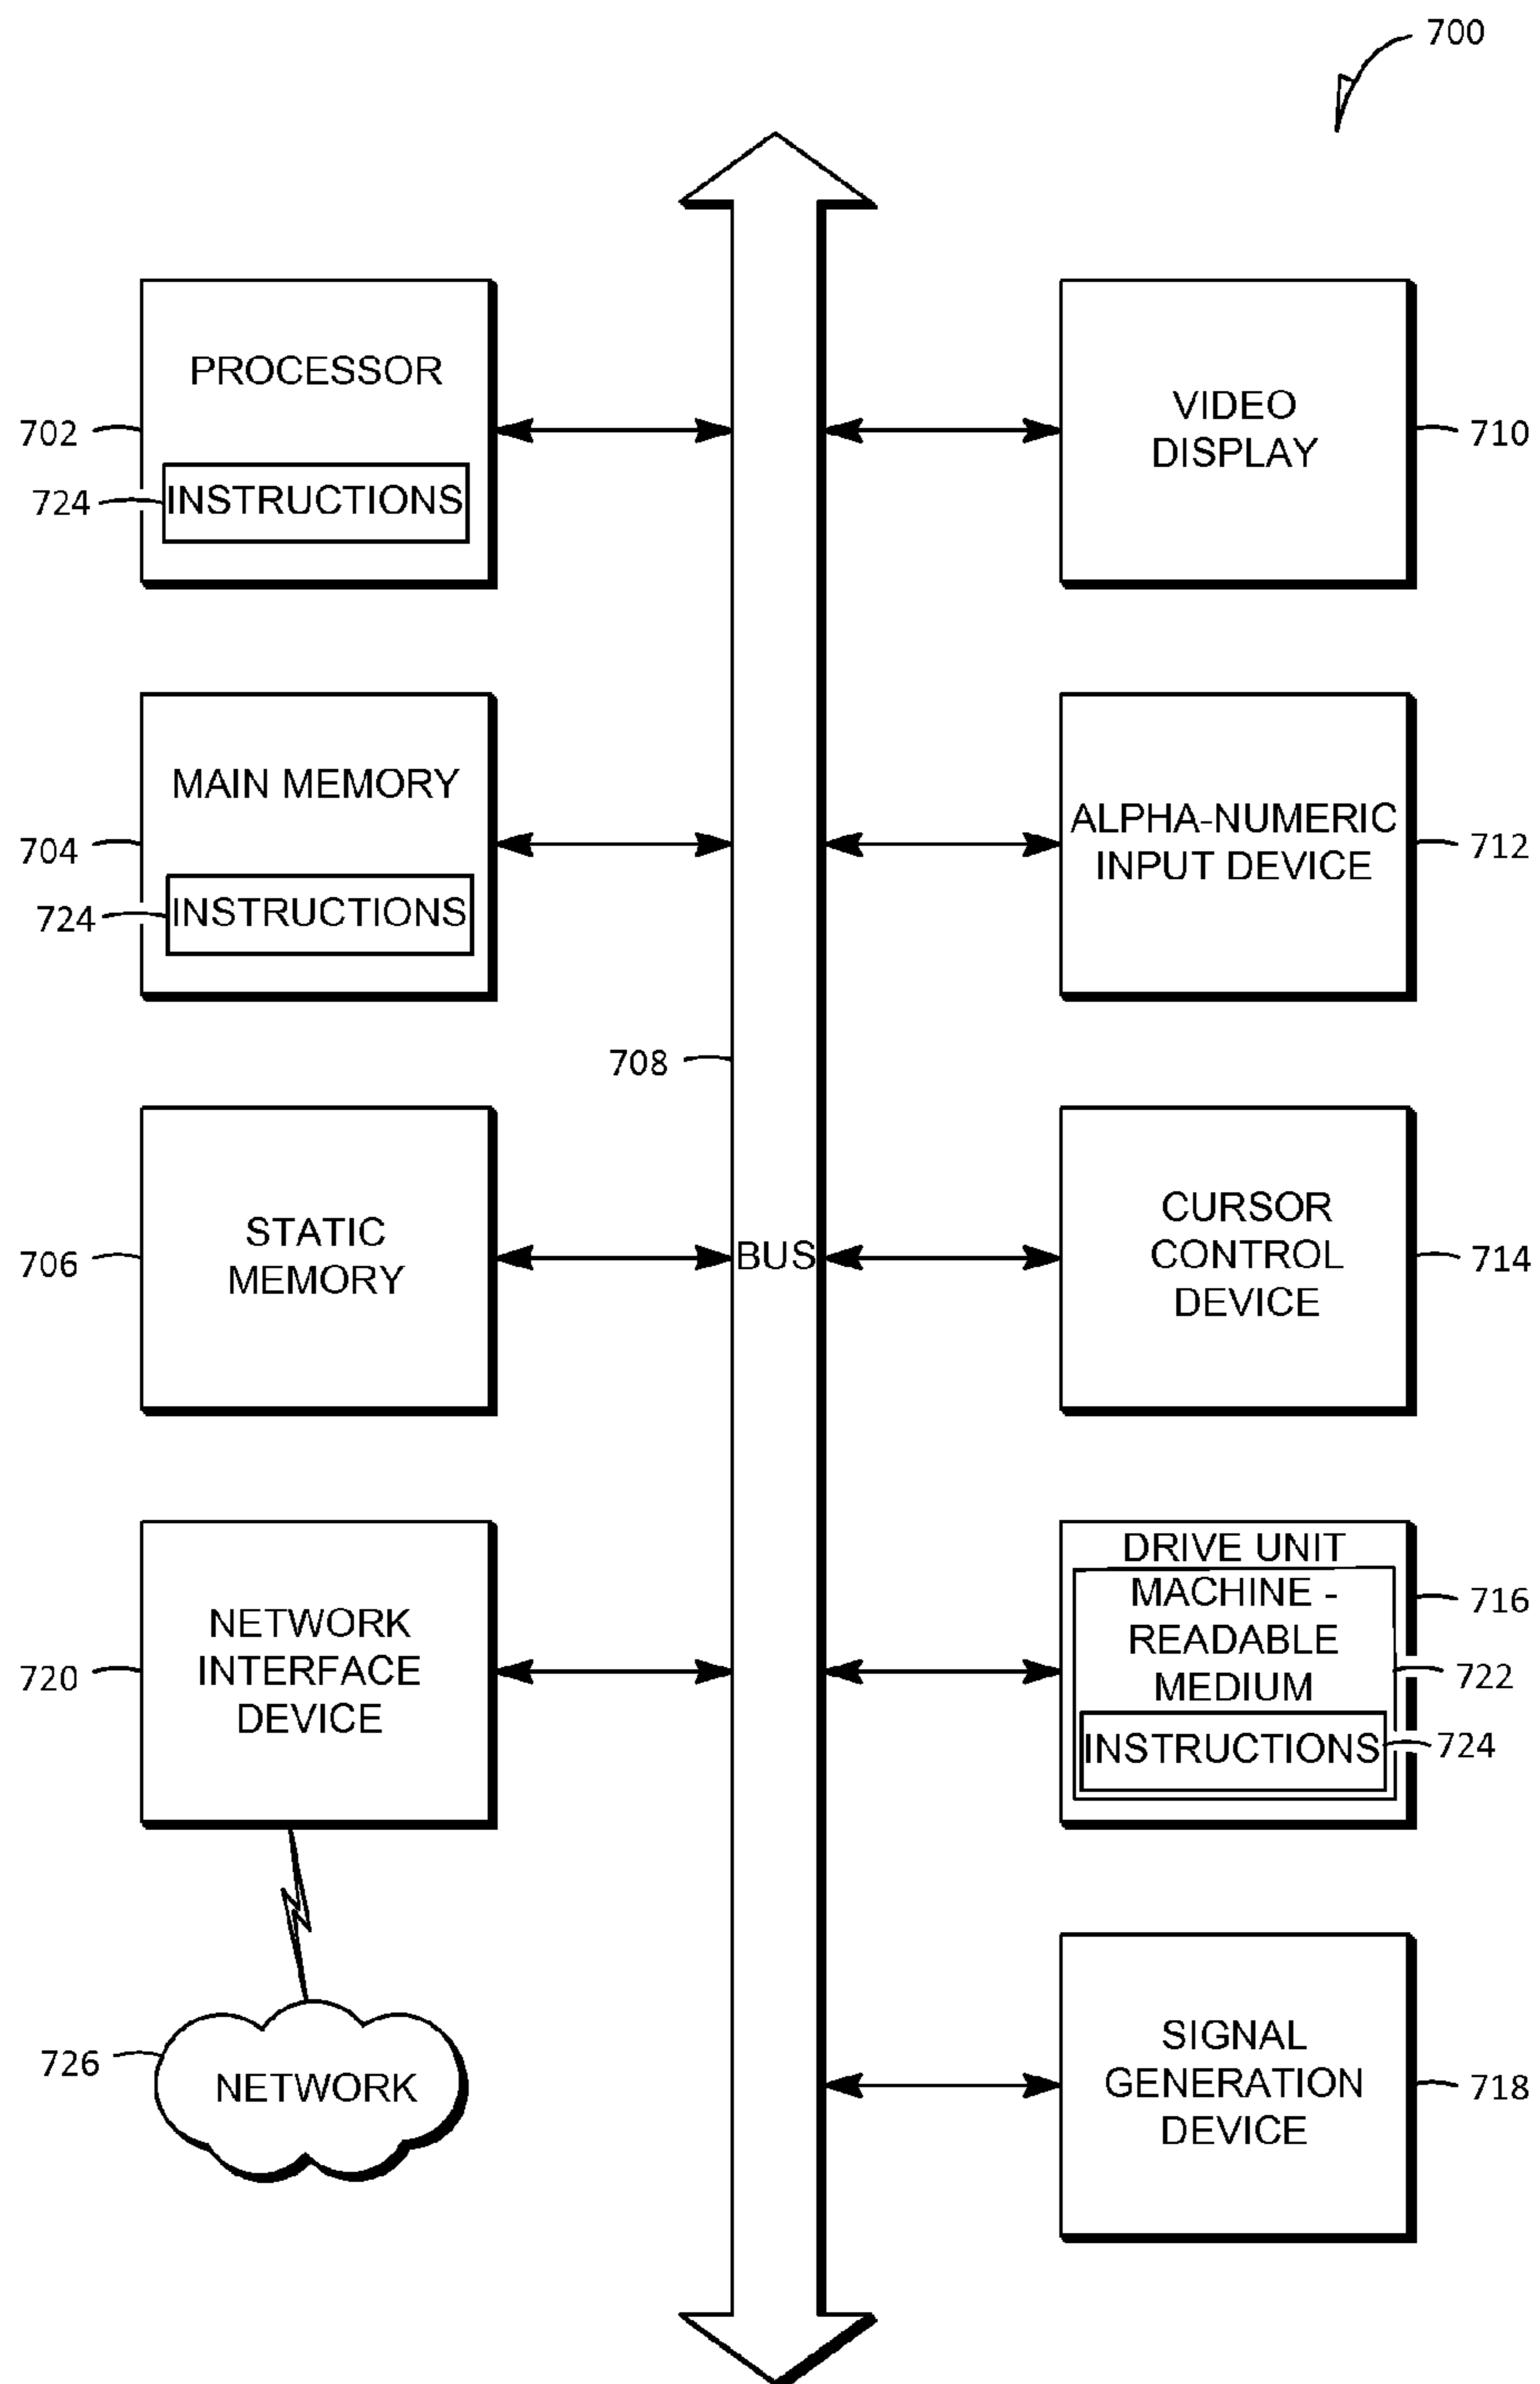 700
PROCESSOR
702
724
INSTRUCTIONS
VIDEO
DISPLAY
710
MAIN MEMORY
704
724
INSTRUCTIONS
ALPHA-NUMERIC
INPUT DEVICE
712
708
STATIC
MEMORY
706
BUS
CURSOR
CONTROL
DEVICE
714
NETWORK
INTERFACE
DEVICE
720
DRIVE UNIT
716
MACHINE -
READABLE
MEDIUM
722
INSTRUCTIONS
724
726
NETWORK
SIGNAL
GENERATION
DEVICE
718